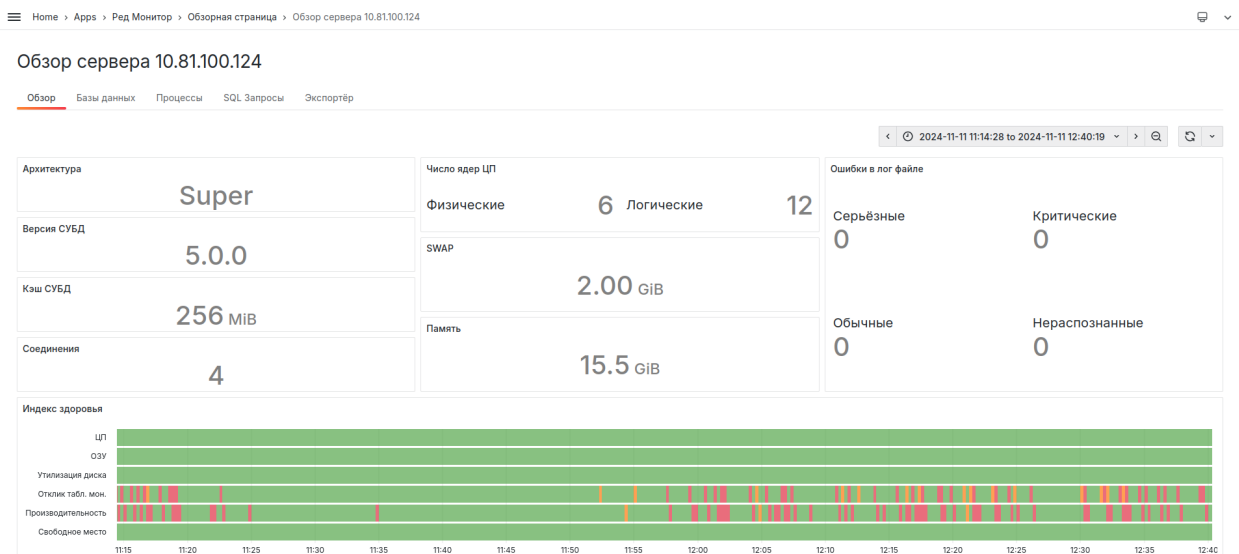 Home › Apps › Ред Монитор › Обзорная страница › Обзор сервера 10.81.100.124
Обзор сервера 10.81.100.124
Обзор Базы данных Процессы SQL Запросы Экспортёр
2024-11-11 11:14:28 to 2024-11-11 12:40:19
Архитектура
Super
Версия СУБД
5.0.0
Кэш СУБД
256 MiB
Соединения
4
Число ядер ЦП
Физические 6 Логические 12
SWAP
2.00 GiB
Память
15.5 GiB
Ошибки в лог файле
Серьёзные Критические
0 0
Обычные Нераспознанные
0 0
Индекс здоровья
ЦП
ОЗУ
Утилизация диска
Отклик табл. мон.
Производительность
Свободное место
11:15 11:20 11:25 11:30 11:35 11:40 11:45 11:50 11:55 12:00 12:05 12:10 12:15 12:20 12:25 12:30 12:35 12:40